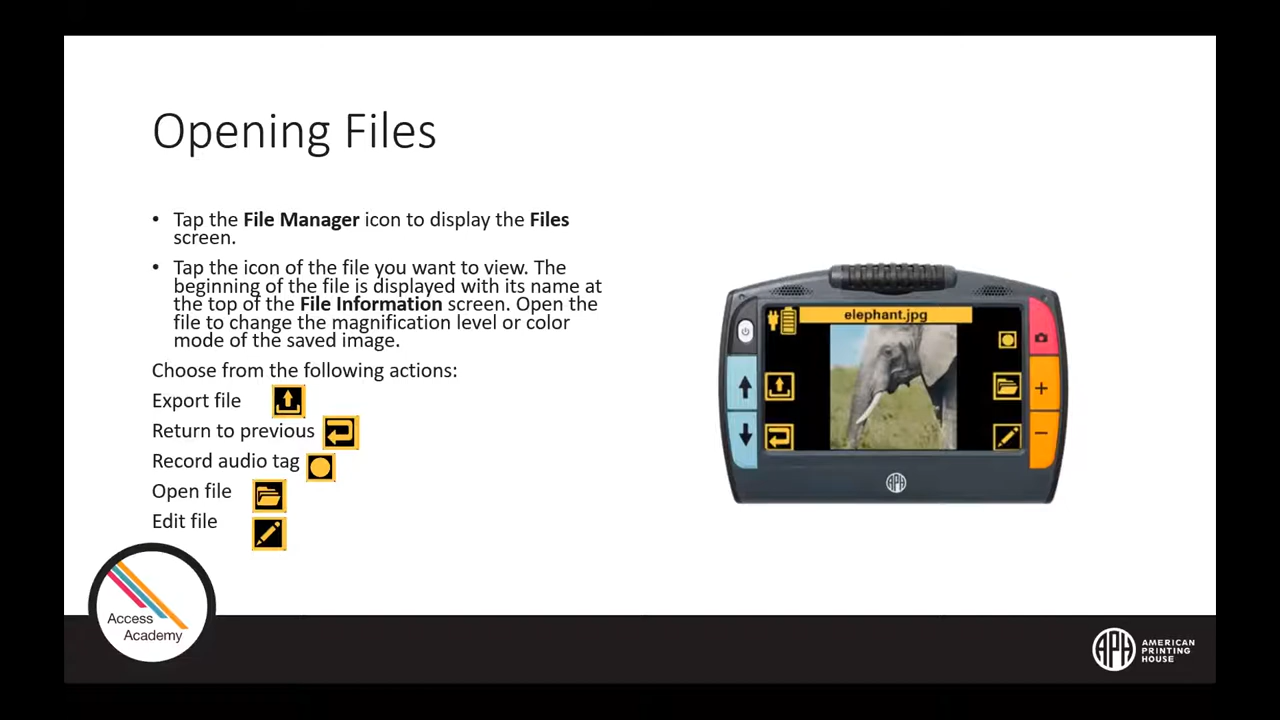 Opening Files
• Tap the File Manager icon to display the Files
screen.
• Tap the icon of the file you want to view. The
beginning of the file is displayed with its name at
the top of the File Information screen. Open the
file to change the magnification level or color
mode of the saved image.
Choose from the following actions:
Export file
Return to previous
Record audio tag
Open file
Edit file
elephant.jpg
+
−
APH
Access
Academy
APH
AMERICAN
PRINTING
HOUSE